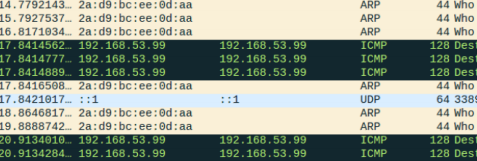 14.7792143… 2a:d9:bc:ee:0d:aa ARP 44 Who
15.7927537… 2a:d9:bc:ee:0d:aa ARP 44 Who
16.8171034… 2a:d9:bc:ee:0d:aa ARP 44 Who
17.8414562… 192.168.53.99 192.168.53.99 ICMP 128 Dest
17.8414777… 192.168.53.99 192.168.53.99 ICMP 128 Dest
17.8414889… 192.168.53.99 192.168.53.99 ICMP 128 Dest
17.8416508… 2a:d9:bc:ee:0d:aa ARP 44 Who
17.8421017… ::1 ::1 UDP 64 3389
18.8646817… 2a:d9:bc:ee:0d:aa ARP 44 Who
19.8888742… 2a:d9:bc:ee:0d:aa ARP 44 Who
20.9134010… 192.168.53.99 192.168.53.99 ICMP 128 Dest
20.9134284… 192.168.53.99 192.168.53.99 ICMP 128 Dest